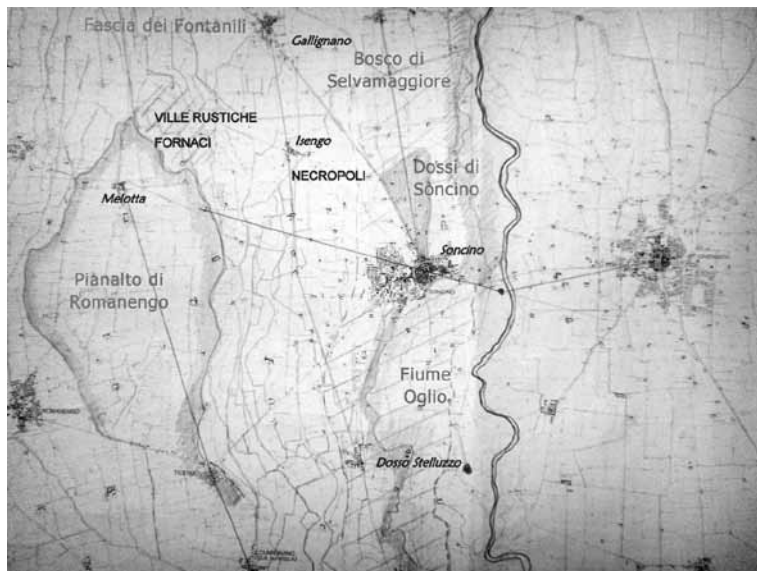 Fascia dei Fontanili
Gallignano
Bosco di
Selvamaggiore
VILLE RUSTICHE
FORNACI
Isengo
NECROPOLI
Dossi di
Soncino
Melotta
Soncino
Pianalto di
Romanengo
Fiume
Oglio
Dosso Stelluzzo